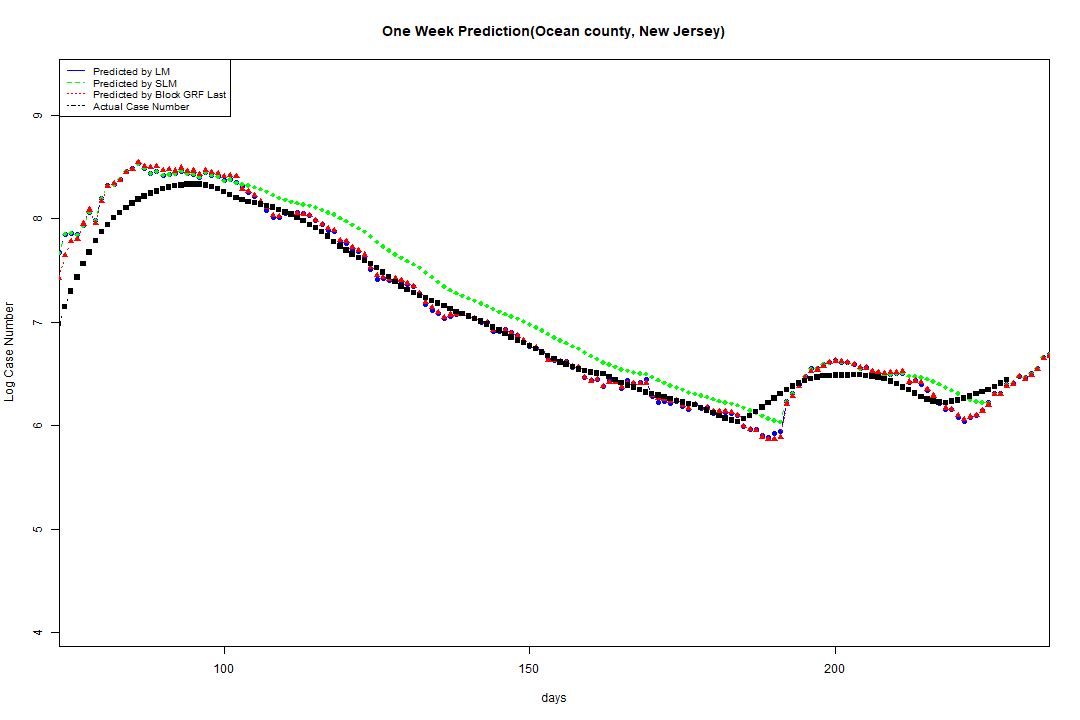 One Week Prediction(Ocean county, New Jersey)
Predicted by LM
Predicted by SLM
Predicted by Block GRF Last
Actual Case Number
Log Case Number
9
8
7
6
5
4
100 150 200
days